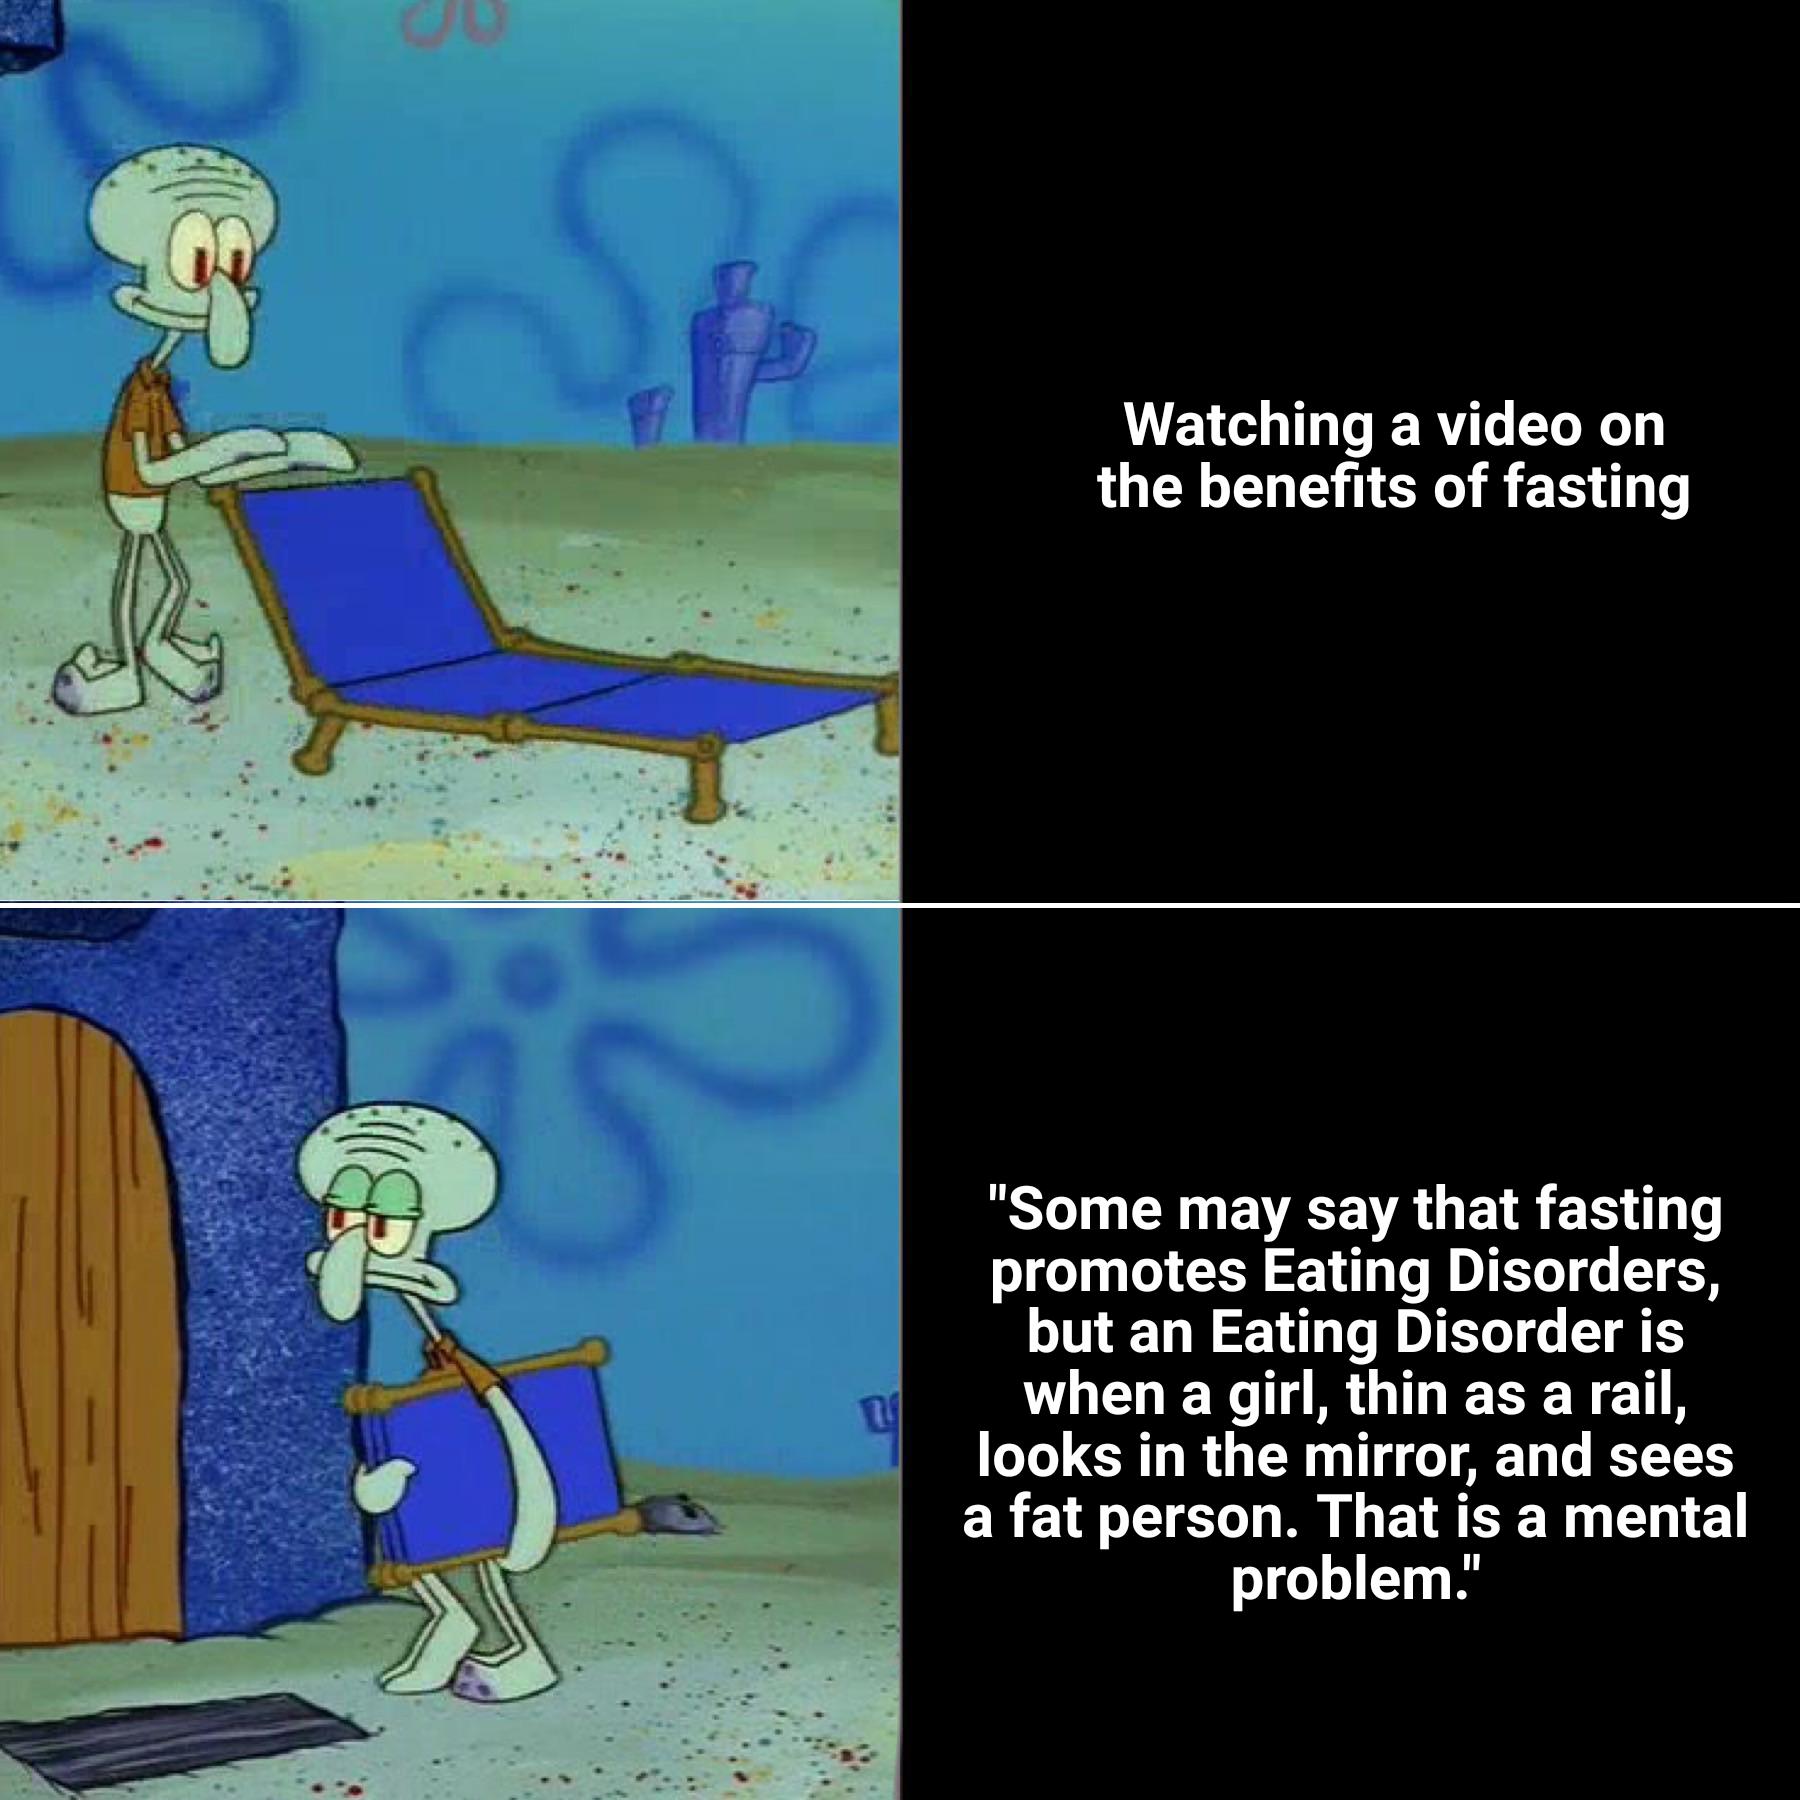 Watching a video on
the benefits of fasting
"Some may say that fasting
promotes Eating Disorders,
but an Eating Disorder is
when a girl, thin as a rail,
looks in the mirror, and sees
a fat person. That is a mental
problem."